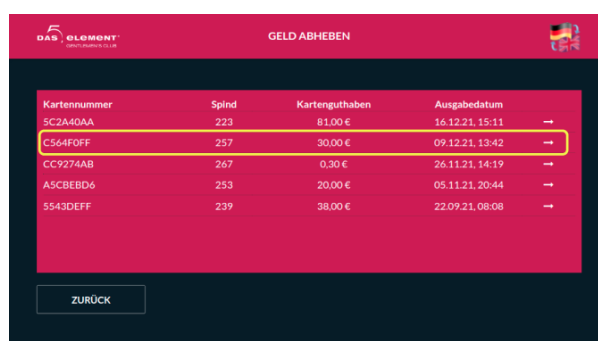 5
DAS ELEMENT
GENTLEMEN'S CLUB
GELD ABHEBEN
Kartennummer Spind Kartenguthaben Ausgabedatum
5C2A40AA 223 81,00 € 16.12.21, 15:11 →
C564F0FF 257 30,00 € 09.12.21, 13:42 →
CC9274AB 267 0,30 € 26.11.21, 14:19 →
A5CBEBD6 253 20,00 € 05.11.21, 20:44 →
5543DEFF 239 38,00 € 22.09.21, 08:08 →
ZURÜCK